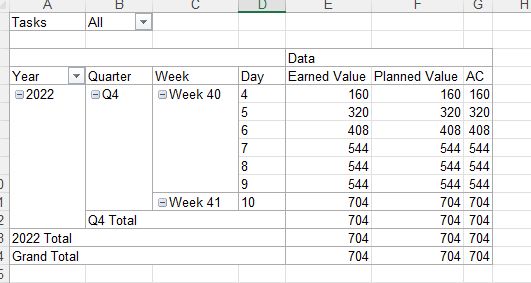 A B C D E F G H
Tasks All
Data
Year Quarter Week Day Earned Value Planned Value AC
2022 Q4 Week 40 4 160 160 160
5 320 320 320
6 408 408 408
7 544 544 544
8 544 544 544
9 544 544 544
Week 41 10 704 704 704
Q4 Total 704 704 704
2022 Total 704 704 704
Grand Total 704 704 704